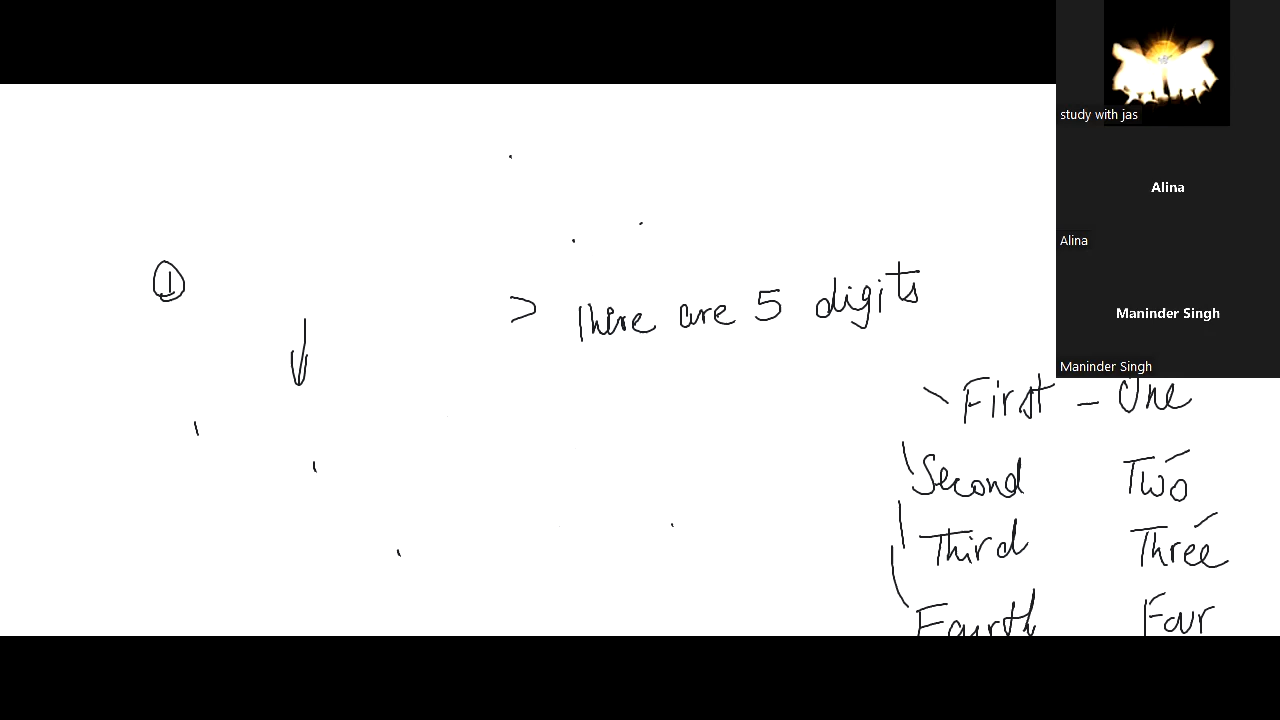 study with jas
Alina
Alina
Maninder Singh
Maninder Singh
①
> There are 5 digits
First - One
Second Two
Third Three
Fourth Four